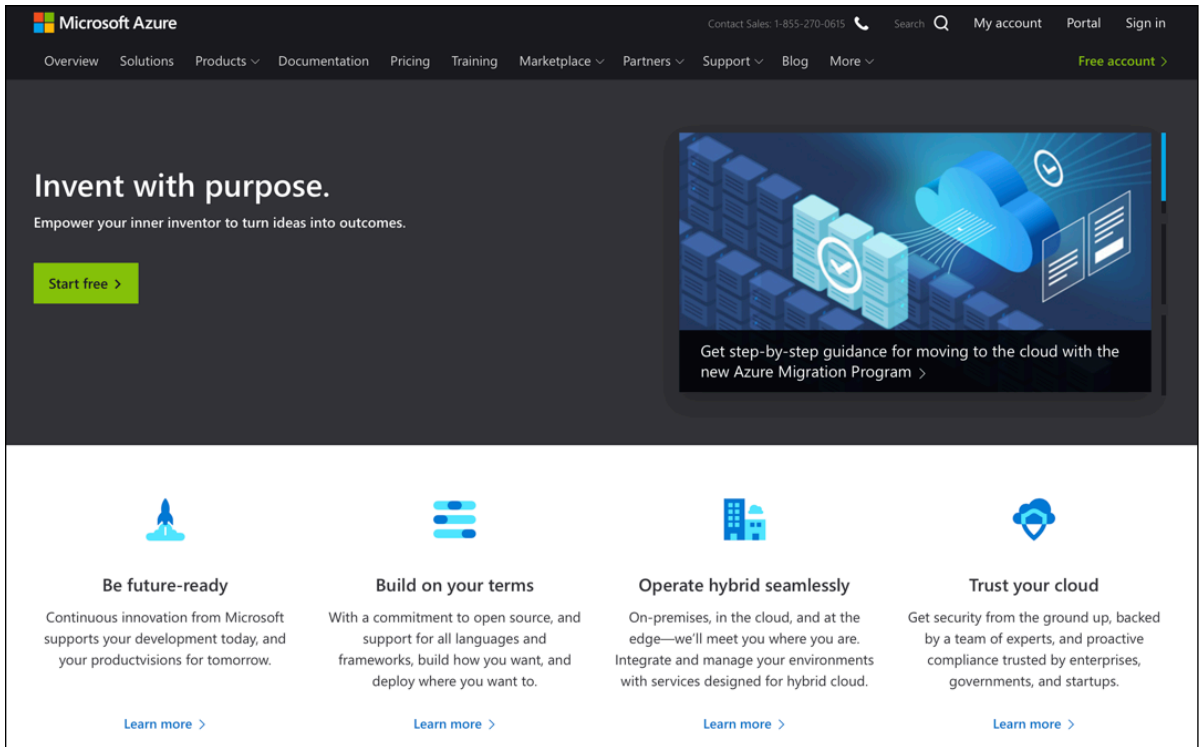 Microsoft Azure
Contact Sales: 1-855-270-0615
Search
My account
Portal
Sign in
Overview
Solutions
Products
Documentation
Pricing
Training
Marketplace
Partners
Support
Blog
More
Free account >
Invent with purpose.
Empower your inner inventor to turn ideas into outcomes.
Start free >
Get step-by-step guidance for moving to the cloud with the
new Azure Migration Program >
Be future-ready
Continuous innovation from Microsoft
supports your development today, and
your productvisions for tomorrow.
Learn more >
Build on your terms
With a commitment to open source, and
support for all languages and
frameworks, build how you want, and
deploy where you want to.
Learn more >
Operate hybrid seamlessly
On-premises, in the cloud, and at the
edge—we'll meet you where you are.
Integrate and manage your environments
with services designed for hybrid cloud.
Learn more >
Trust your cloud
Get security from the ground up, backed
by a team of experts, and proactive
compliance trusted by enterprises,
governments, and startups.
Learn more >